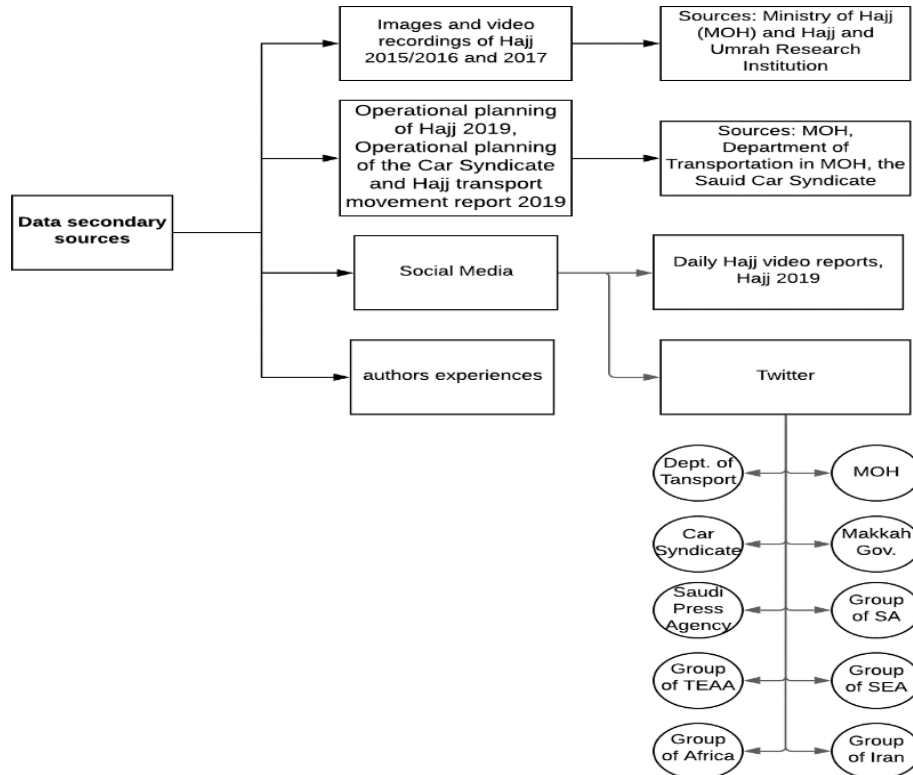 Images and video
recordings of Hajj
2015/2016 and 2017
Sources: Ministry of Hajj
(MOH) and Hajj and
Umrah Research
Institution
Operational planning
of Hajj 2019,
Operational planning
of the Car Syndicate
and Hajj transport
movement report 2019
Sources: MOH,
Department of
Transportation in MOH, the
Sauid Car Syndicate
Data secondary
sources
Social Media
Daily Hajj video reports,
Hajj 2019
authors experiences
Twitter
Dept. of
Tansport
MOH
Car
Syndicate
Makkah
Gov.
Saudi
Press
Agency
Group
of SA
Group
of TEAA
Group
of SEA
Group
of Africa
Group
of Iran